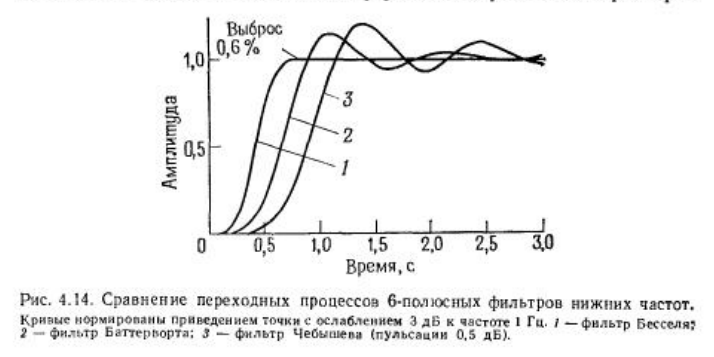 Выброс
0,6%
1,0
0,5
Амплитуда
3
2
1
0 0,5 1,0 1,5 2,0 2,5 3,0
Время, с
Рис. 4.14. Сравнение переходных процессов 6-полюсных фильтров нижних частот.
Кривые нормированы приведением точки с ослаблением 3 дБ к частоте 1 Гц. 1 — фильтр Бесселя;
2 — фильтр Баттерворта; 3 — фильтр Чебышева (пульсации 0,5 дБ).